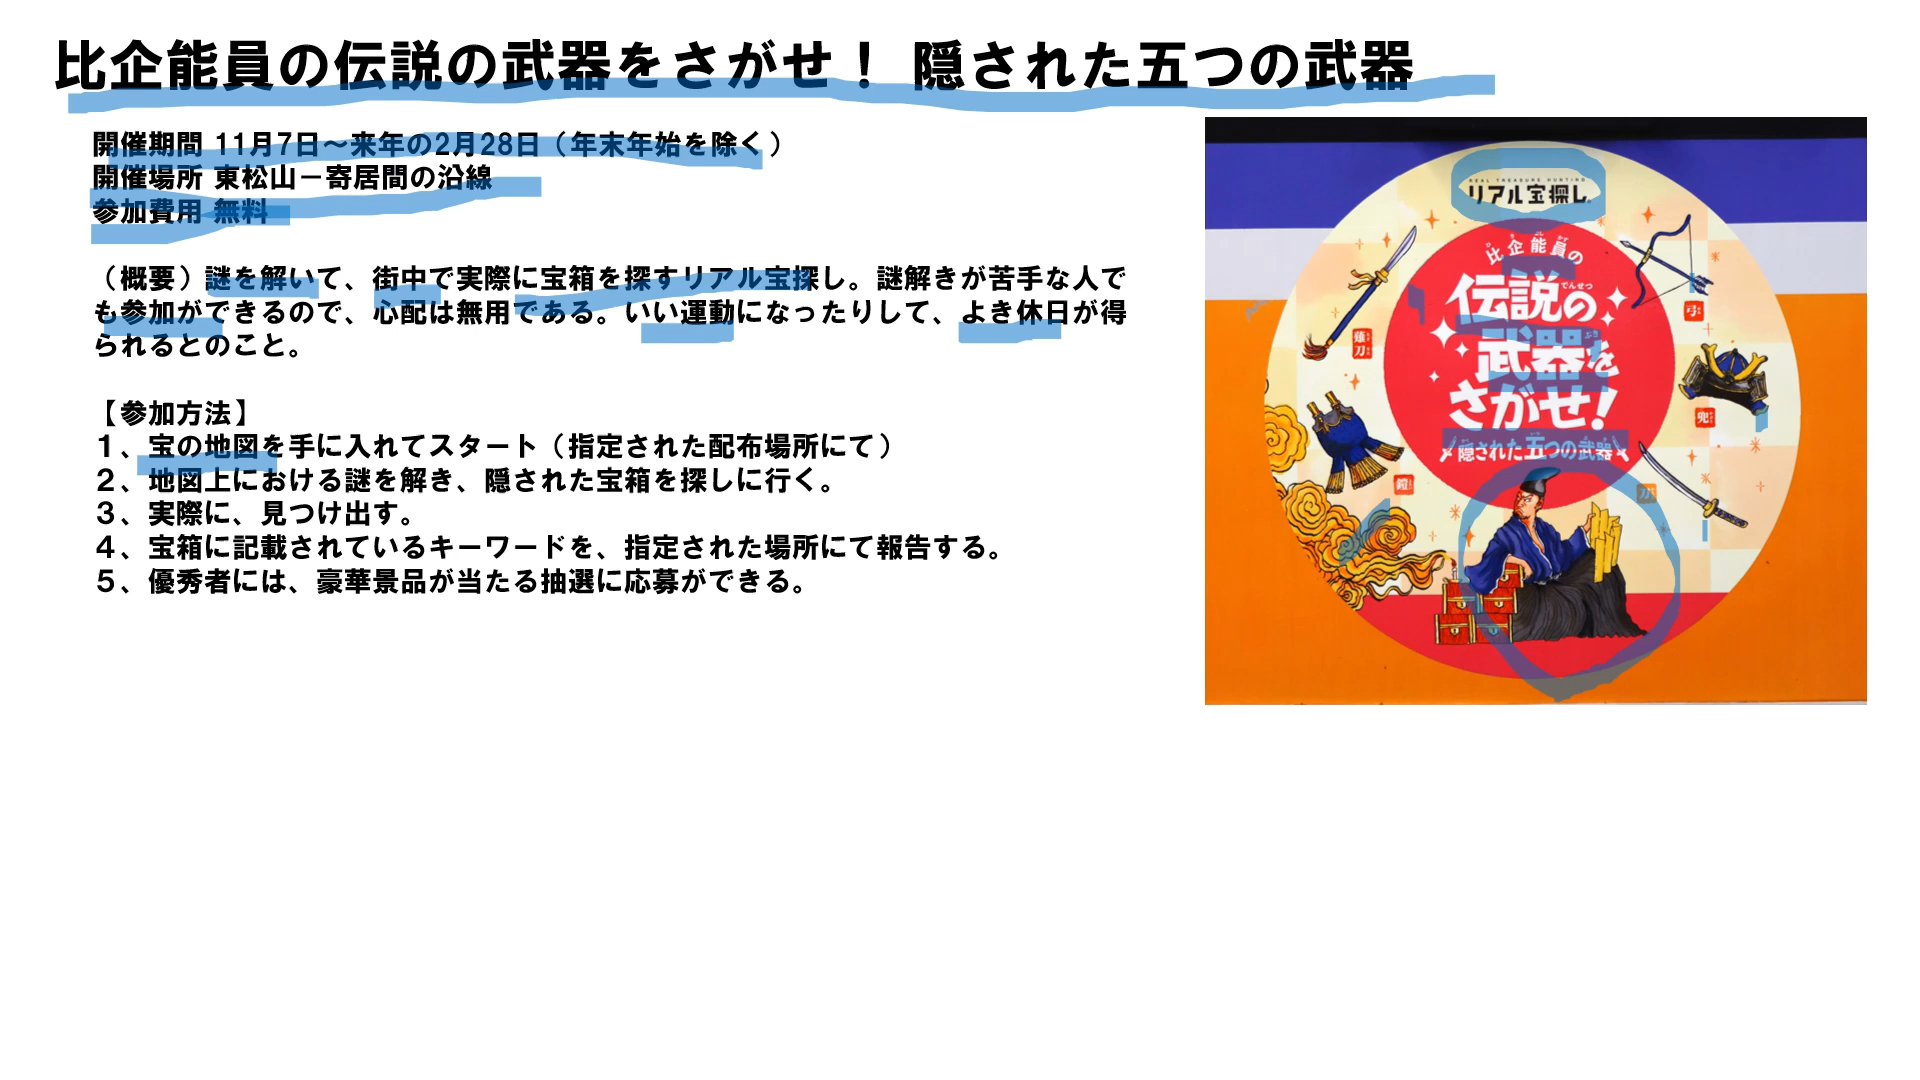 比企能員の伝説の武器をさがせ！ 隠された五つの武器
開催期間 11月7日～来年の2月28日（年末年始を除く）
開催場所 東松山－寄居間の沿線
参加費用 無料
（概要）謎を解いて、街中で実際に宝箱を探すリアル宝探し。謎解きが苦手な人で
も参加ができるので、心配は無用である。いい運動になったりして、よき休日が得
られるとのこと。
【参加方法】
１、宝の地図を手に入れてスタート（指定された配布場所にて）
２、地図上における謎を解き、隠された宝箱を探しに行く。
３、実際に、見つけ出す。
４、宝箱に記載されているキーワードを、指定された場所にて報告する。
５、優秀者には、豪華景品が当たる抽選に応募ができる。
REAL TREASURE HUNTING
リアル宝探し
比企能員の
伝説の
でんせつ
武器を
さがせ!
隠された五つの武器
薙刀
弓
兜
鎧
刀